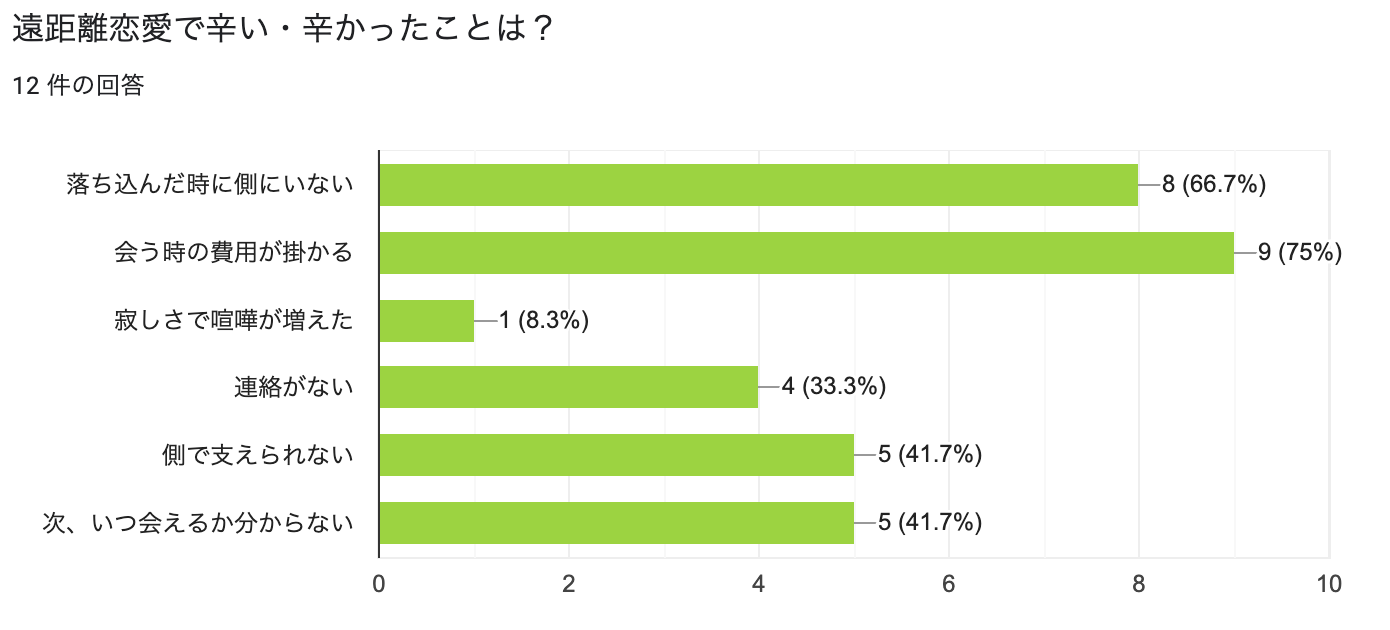 遠距離恋愛で辛い・辛かったことは？
12 件の回答
落ち込んだ時に側にいない 8 (66.7%)
会う時の費用が掛かる 9 (75%)
寂しさで喧嘩が増えた 1 (8.3%)
連絡がない 4 (33.3%)
側で支えられない 5 (41.7%)
次、いつ会えるか分からない 5 (41.7%)
0 2 4 6 8 10